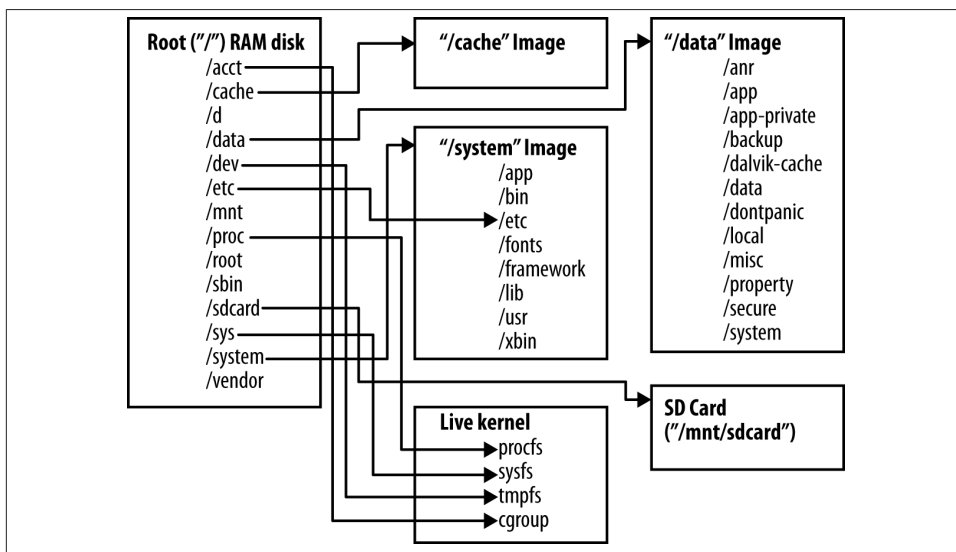 Root ("/") RAM disk
/acct
/cache
/d
/data
/dev
/etc
/mnt
/proc
/root
/sbin
/sdcard
/sys
/system
/vendor
“/cache” Image
“/system” Image
/app
/bin
/etc
/fonts
/framework
/lib
/usr
/xbin
Live kernel
procfs
sysfs
tmpfs
cgroup
“/data” Image
/anr
/app
/app-private
/backup
/dalvik-cache
/data
/dontpanic
/local
/misc
/property
/secure
/system
SD Card
("/mnt/sdcard")